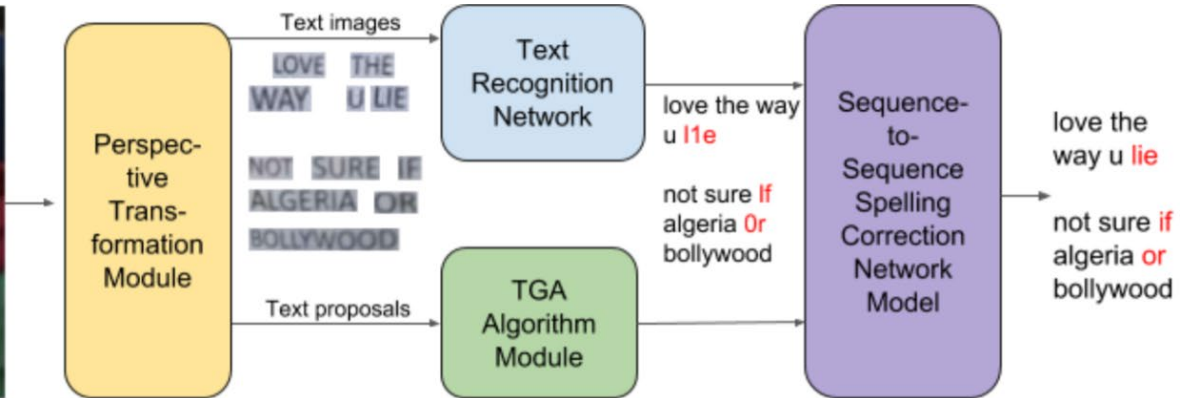 Perspec-
tive
Trans-
formation
Module
Text images
LOVE THE
WAY U LIE
NOT SURE IF
ALGERIA OR
BOLLYWOOD
Text proposals
Text
Recognition
Network
TGA
Algorithm
Module
love the way
u l1e
not sure lf
algeria 0r
bollywood
Sequence-
to-
Sequence
Spelling
Correction
Network
Model
love the
way u lie
not sure if
algeria or
bollywood